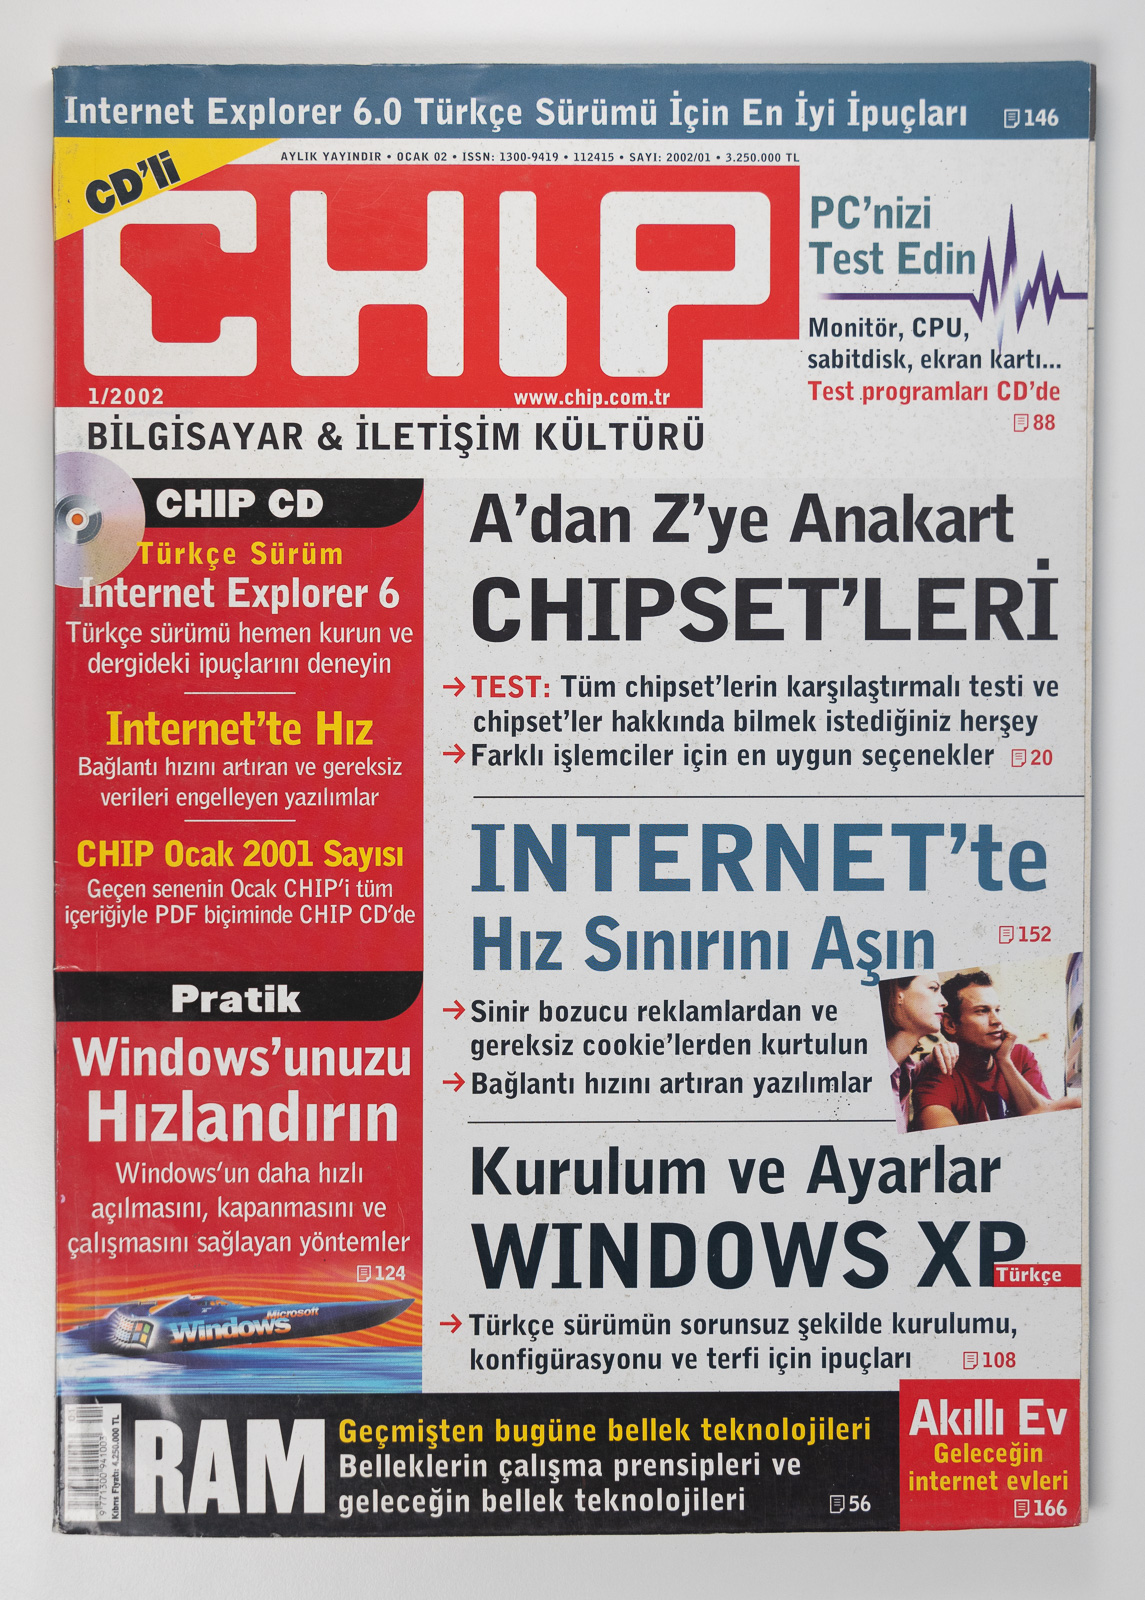 Internet Explorer 6.0 Türkçe Sürümü İçin En İyi İpuçları 146
CD'li
AYLIK YAYINDIR • OCAK 02 • ISSN: 1300-9419 • 112415 • SAYI: 2002/01 • 3.250.000 TL
CHIP
1/2002
www.chip.com.tr
BİLGİSAYAR & İLETİŞİM KÜLTÜRÜ
PC'nizi
Test Edin
Monitör, CPU,
sabitdisk, ekran kartı...
Test programları CD'de
88
CHIP CD
Türkçe Sürüm
Internet Explorer 6
Türkçe sürümü hemen kurun ve
dergideki ipuçlarını deneyin
Internet'te Hız
Bağlantı hızını artıran ve gereksiz
verileri engelleyen yazılımlar
CHIP Ocak 2001 Sayısı
Geçen senenin Ocak CHIP'i tüm
içeriğiyle PDF biçiminde CHIP CD'de
Pratik
Windows'unuzu
Hızlandırın
Windows'un daha hızlı
açılmasını, kapanmasını ve
çalışmasını sağlayan yöntemler
124
Microsoft
Windows
A'dan Z'ye Anakart
CHIPSET'LERİ
→TEST: Tüm chipset'lerin karşılaştırmalı testi ve
chipset'ler hakkında bilmek istediğiniz herşey
→Farklı işlemciler için en uygun seçenekler 20
INTERNET'te
Hız Sınırını Aşın 152
→Sinir bozucu reklamlardan ve
gereksiz cookie'lerden kurtulun
→Bağlantı hızını artıran yazılımlar
Kurulum ve Ayarlar
WINDOWS XP
Türkçe
→Türkçe sürümün sorunsuz şekilde kurulumu,
konfigürasyonu ve terfi için ipuçları 108
9 771300 941003
Kıbrıs Fiyatı: 4.250.000 TL
RAM
Geçmişten bugüne bellek teknolojileri
Belleklerin çalışma prensipleri ve
geleceğin bellek teknolojileri 56
Akıllı Ev
Geleceğin
internet evleri
166